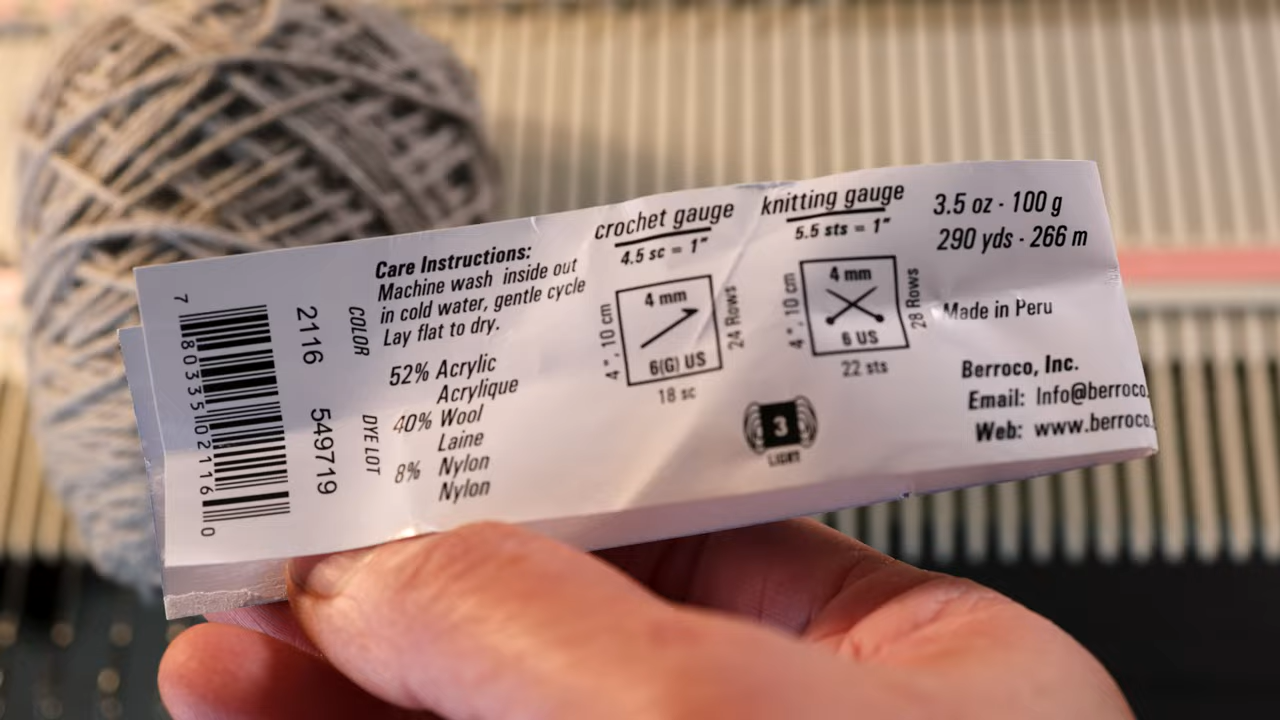 7 80335 02116 0
2116
COLOR
549719
DYE LOT
Care Instructions:
Machine wash inside out
in cold water, gentle cycle
Lay flat to dry.
52% Acrylic
Acrylique
40% Wool
Laine
8% Nylon
Nylon
crochet gauge
4.5 sc = 1"
4", 10 cm
4 mm
6(G) US
24 Rows
18 sc
knitting gauge
5.5 sts = 1"
4", 10 cm
4 mm
6 US
28 Rows
22 sts
3
LIGHT
3.5 oz - 100 g
290 yds - 266 m
Made in Peru
Berroco, Inc.
Email: Info@berroco.
Web: www.berroco.